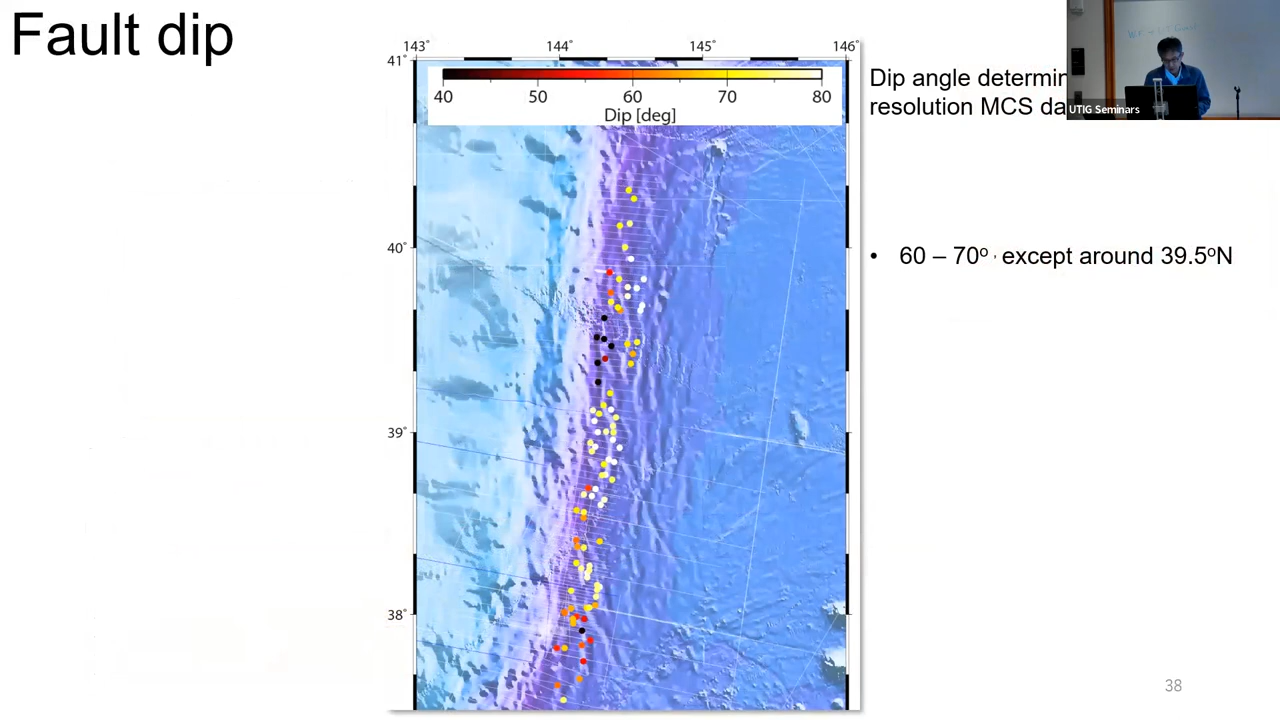 Fault dip
143°
144°
145°
146°
41°
40
50
60
70
80
Dip [deg]
40°
39°
38°
Dip angle determin
resolution MCS da
UTIG Seminars
• 60 – 70º, except around 39.5ºN
38